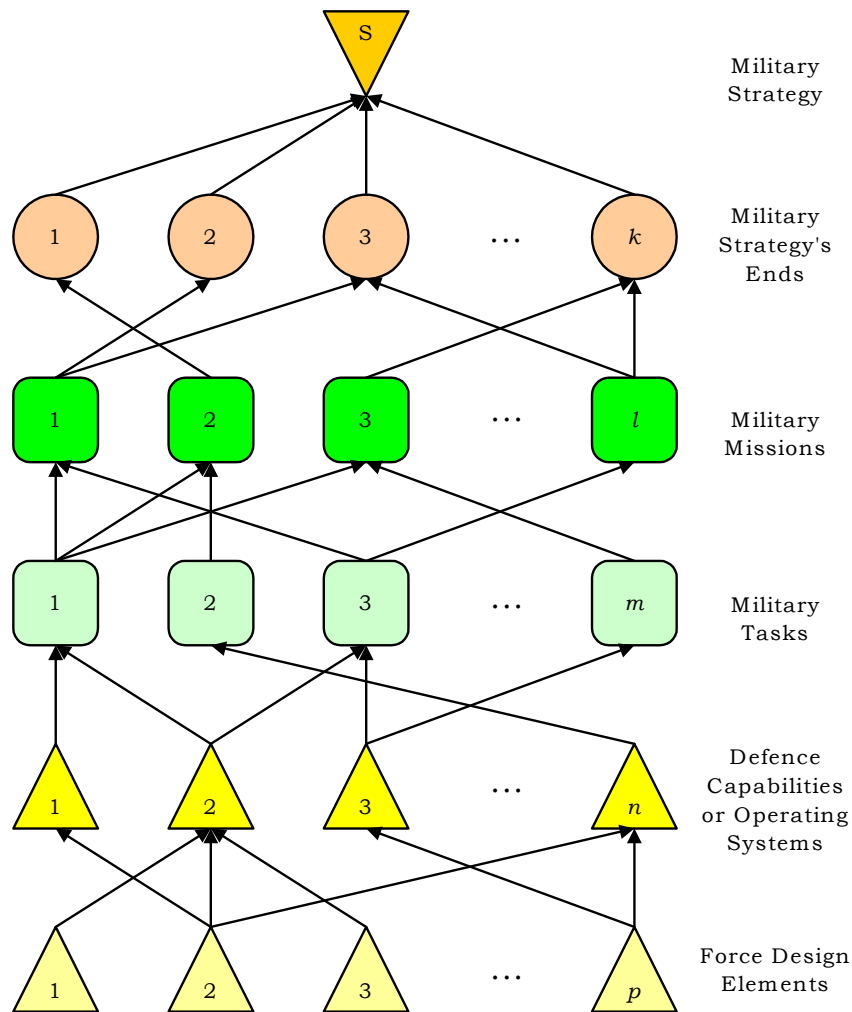 S
Military
Strategy
1 2 3 ... k
Military
Strategy's
Ends
1 2 3 ... l
Military
Missions
1 2 3 ... m
Military
Tasks
1 2 3 ... n
Defence
Capabilities
or Operating
Systems
1 2 3 ... p
Force Design
Elements